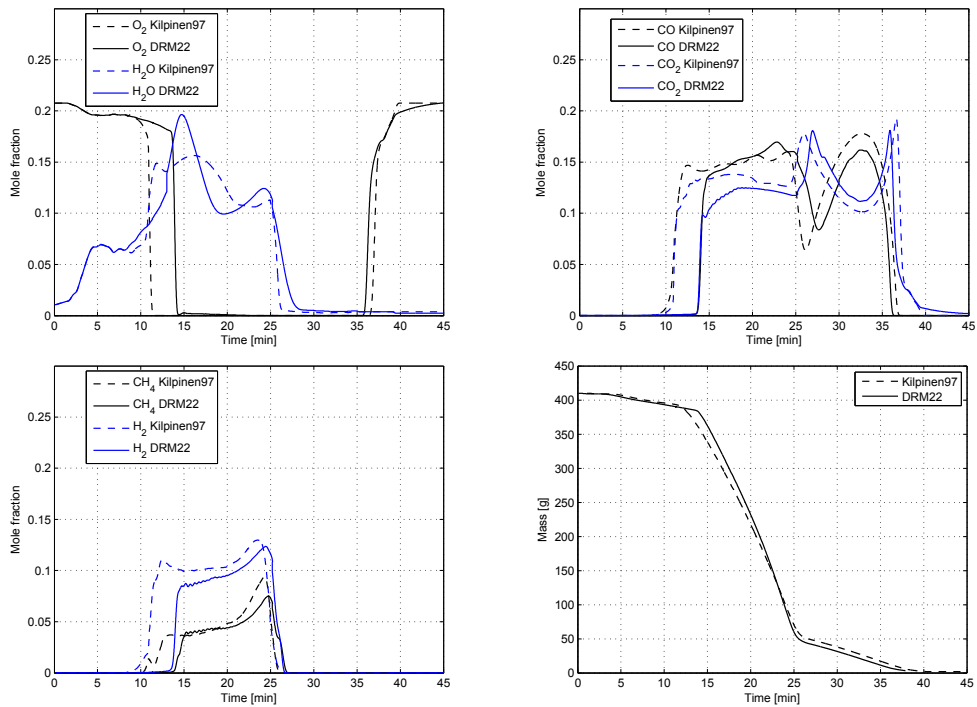 O2 Kilpinen97
O2 DRM22
H2O Kilpinen97
H2O DRM22
0.25
0.2
0.15
0.1
0.05
0
Mole fraction
0 5 10 15 20 25 30 35 40 45
Time [min]
CO Kilpinen97
CO DRM22
CO2 Kilpinen97
CO2 DRM22
0.25
0.2
0.15
0.1
0.05
0
Mole fraction
0 5 10 15 20 25 30 35 40 45
Time [min]
CH4 Kilpinen97
CH4 DRM22
H2 Kilpinen97
H2 DRM22
0.25
0.2
0.15
0.1
0.05
0
Mole fraction
0 5 10 15 20 25 30 35 40 45
Time [min]
Kilpinen97
DRM22
450
400
350
300
250
200
150
100
50
0
Mass [g]
0 5 10 15 20 25 30 35 40 45
Time [min]